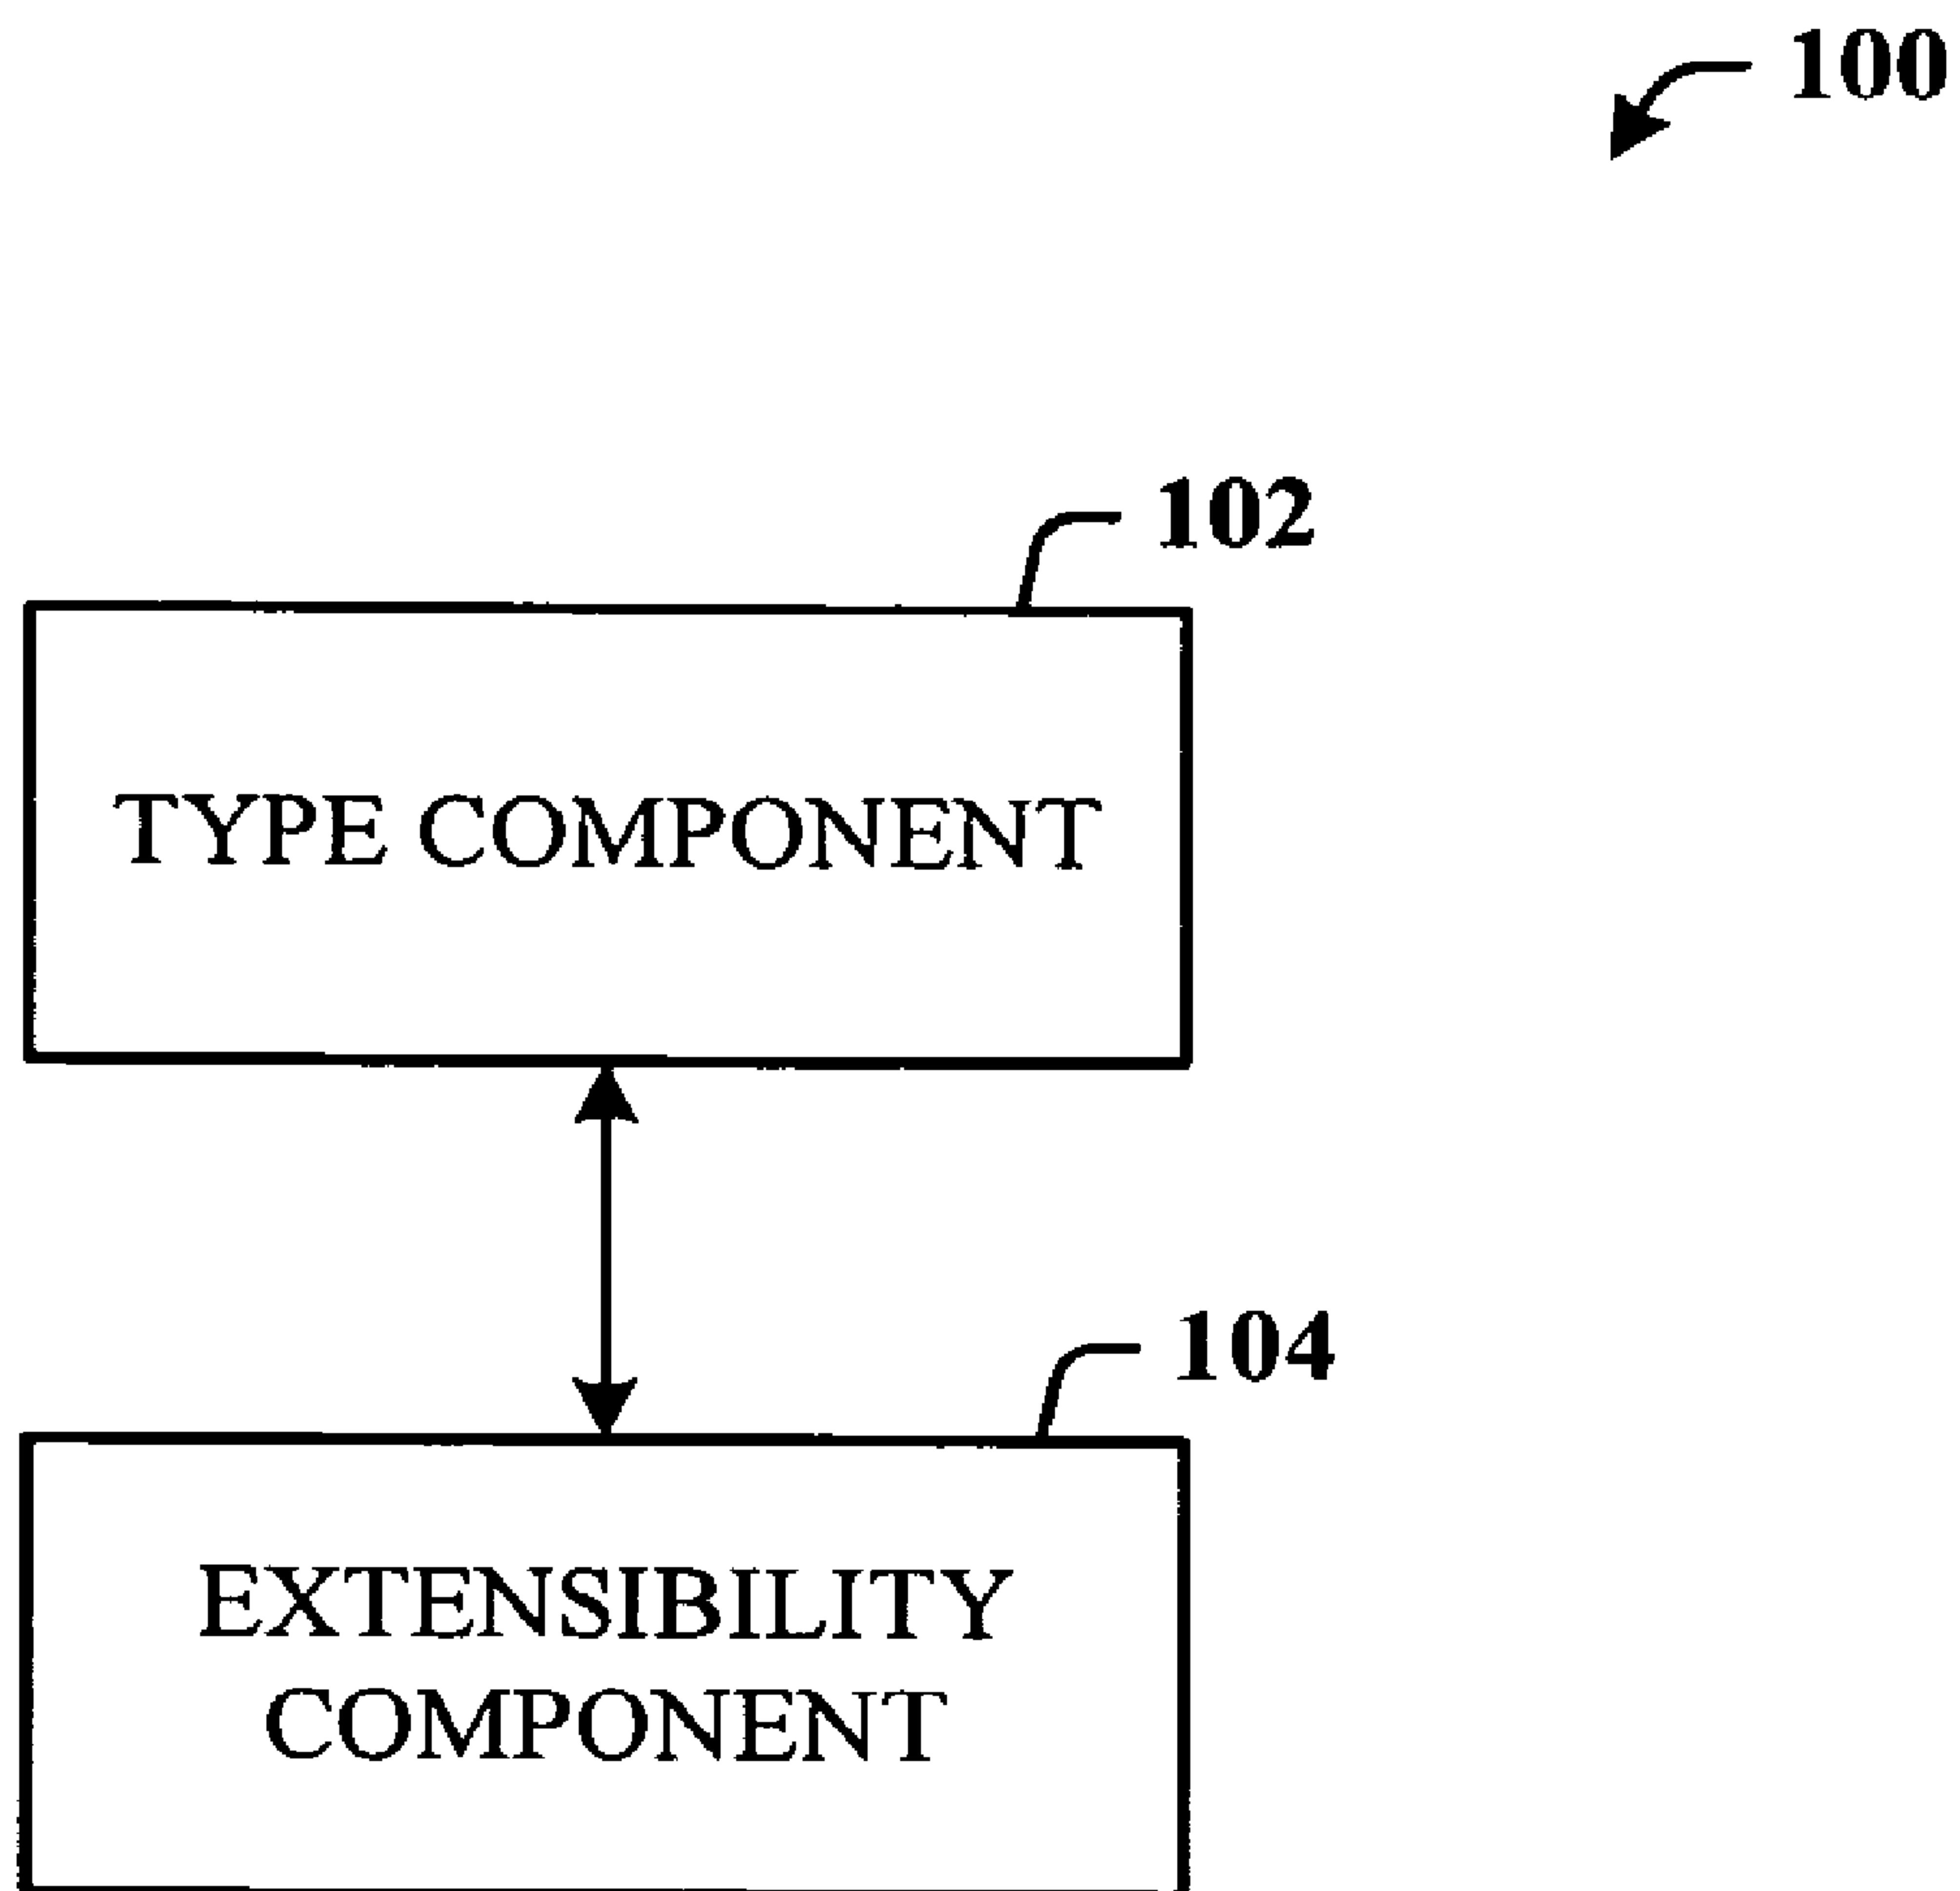 100
102
TYPE COMPONENT
104
EXTENSIBILITY
COMPONENT